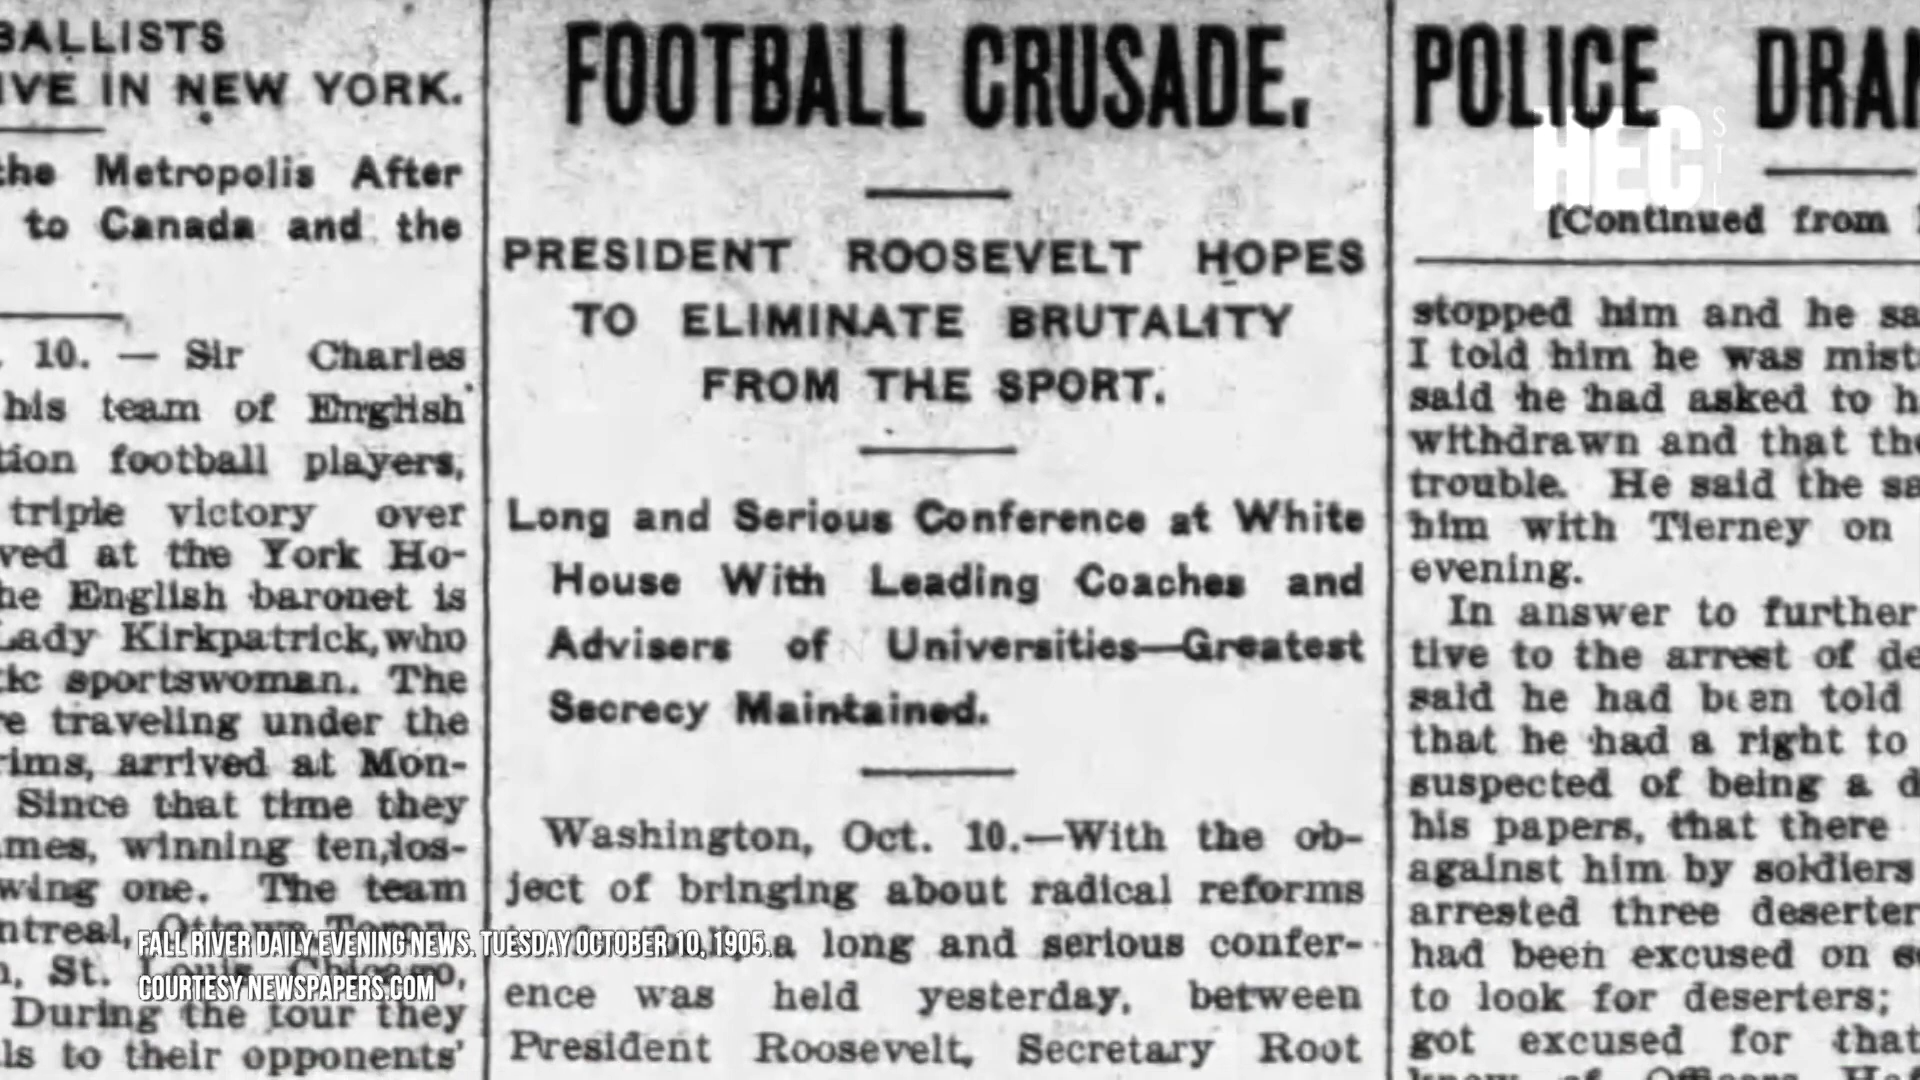 BALLISTS
IVE IN NEW YORK.
the Metropolis After
to Canada and the
10. — Sir Charles
his team of English
tion football players,
triple victory over
ved at the York Ho-
he English baronet is
Lady Kirkpatrick, who
tic sportswoman. The
re traveling under the
rims, arrived at Mon-
Since that time they
mes, winning ten, los-
wing one. The team
ntreal, Ottawa, Toron
n, St. Louis, Chicago,
During the tour they
ls to their opponents'
FOOTBALL CRUSADE.
PRESIDENT ROOSEVELT HOPES
TO ELIMINATE BRUTALITY
FROM THE SPORT.
Long and Serious Conference at White
House With Leading Coaches and
Advisers of Universities—Greatest
Secrecy Maintained.
Washington, Oct. 10.—With the ob-
ject of bringing about radical reforms
a long and serious confer-
ence was held yesterday, between
President Roosevelt, Secretary Root
POLICE DRAN
[Continued from
stopped him and he sa
I told him he was mist
said he had asked to h
withdrawn and that the
trouble. He said the sa
him with Tierney on
evening.
In answer to further
tive to the arrest of de
said he had been told
that he had a right to
suspected of being a d
his papers, that there
against him by soldiers
arrested three deserter
had been excused on s
to look for deserters;
got excused for that
HEC
STL
FALL RIVER DAILY EVENING NEWS. TUESDAY OCTOBER 10, 1905.
COURTESY NEWSPAPERS.COM